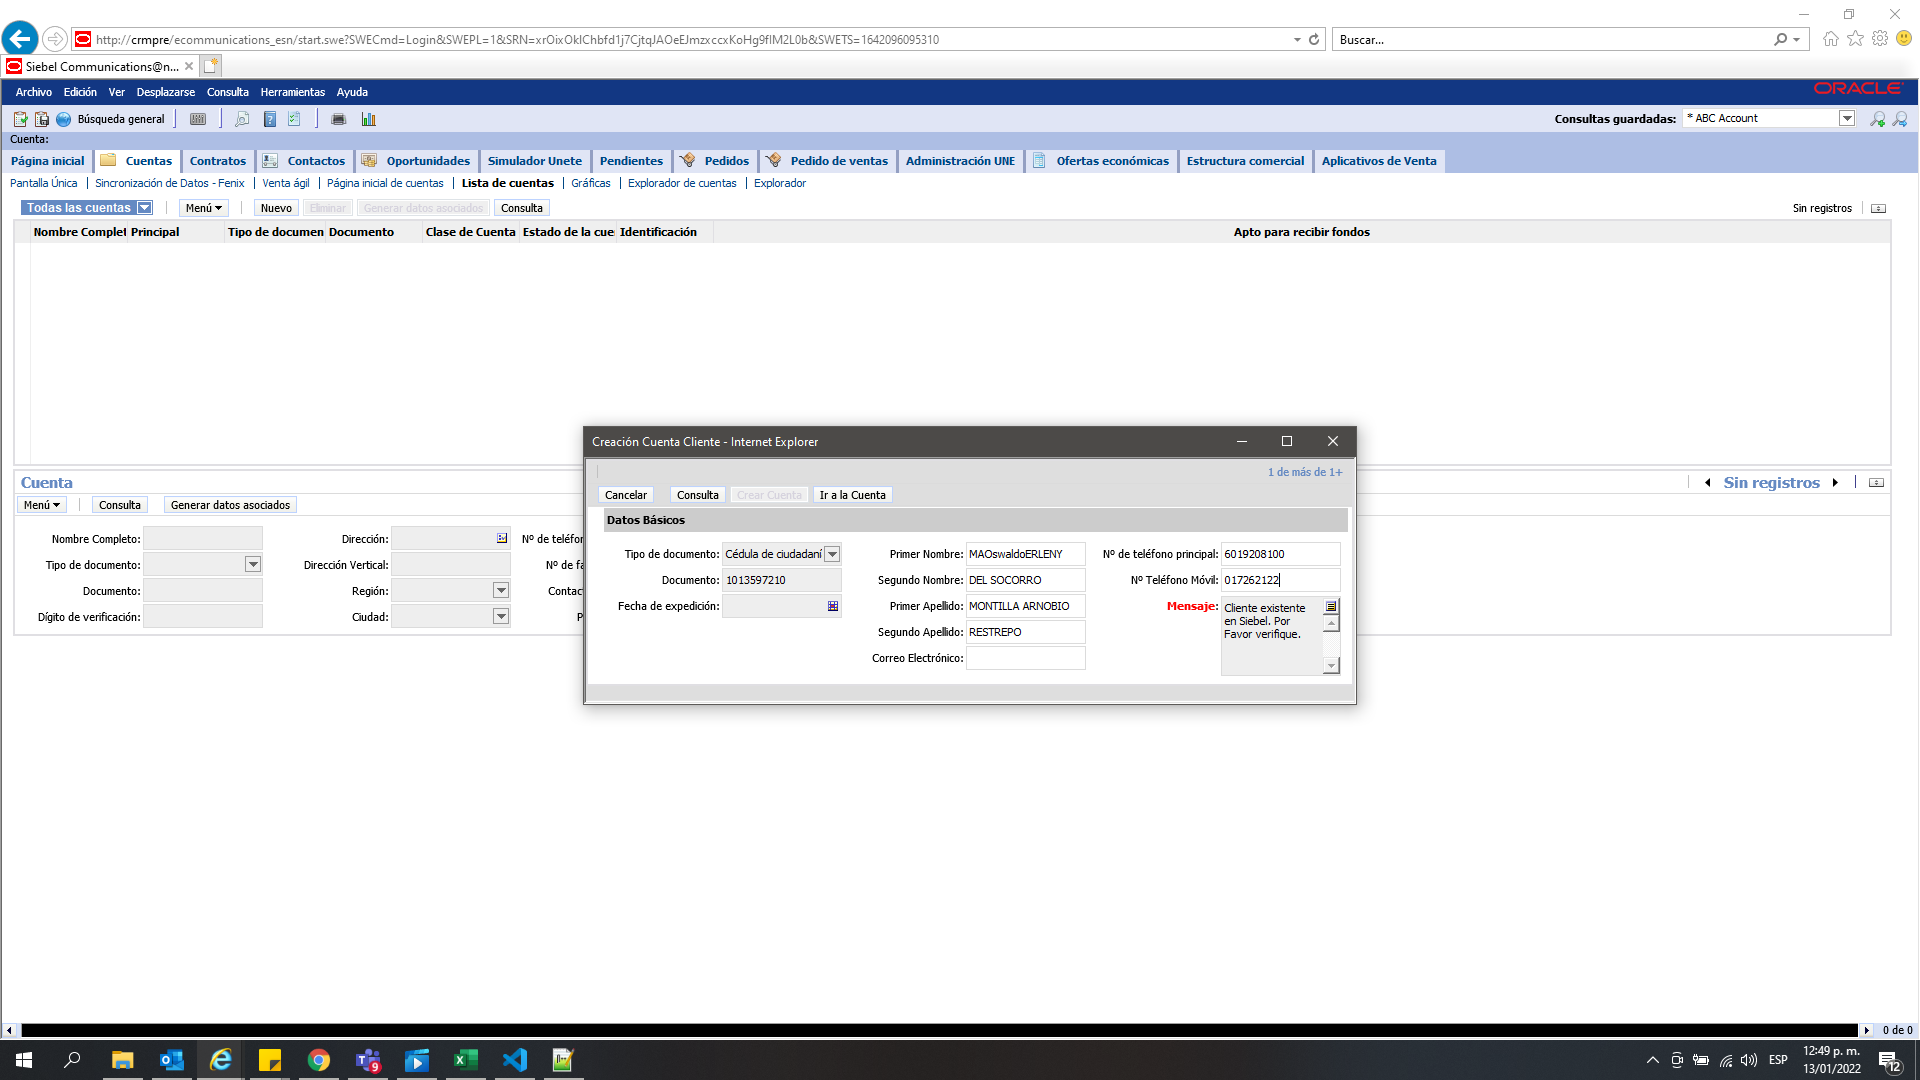 http://crmpre/ecommunications_esn/start.swe?SWECmd=Login&SWEPL=1&SRN=xrOixOklChbfd1j7CjtqJAOeEJmzxccxKoHg9flM2L0b&SWETS=1642096095310
Buscar...
Siebel Communications@n...
Archivo Edición Ver Desplazarse Consulta Herramientas Ayuda
ORACLE
Búsqueda general
Consultas guardadas: * ABC Account
Cuenta:
Página inicial Cuentas Contratos Contactos Oportunidades Simulador Unete Pendientes Pedidos Pedido de ventas Administración UNE Ofertas económicas Estructura comercial Aplicativos de Venta
Pantalla Única | Sincronización de Datos - Fenix | Venta ágil | Página inicial de cuentas | Lista de cuentas | Gráficas | Explorador de cuentas | Explorador
Todas las cuentas Menú Nuevo Eliminar Generar datos asociados Consulta Sin registros
Nombre Complet Principal Tipo de documen Documento Clase de Cuenta Estado de la cue Identificación Apto para recibir fondos
Creación Cuenta Cliente - Internet Explorer
1 de más de 1+
Cancelar Consulta Crear Cuenta Ir a la Cuenta
Datos Básicos
Tipo de documento: Cédula de ciudadaní Primer Nombre: MAOswaldoERLENY Nº de teléfono principal: 6019208100
Documento: 1013597210 Segundo Nombre: DEL SOCORRO Nº Teléfono Móvil: 017262122
Fecha de expedición: Primer Apellido: MONTILLA ARNOBIO Mensaje: Cliente existente
en Siebel. Por
Favor verifique.
Segundo Apellido: RESTREPO
Correo Electrónico:
Cuenta
Sin registros
Menú Consulta Generar datos asociados
Nombre Completo: Dirección: Nº de teléfor
Tipo de documento: Dirección Vertical: Nº de fa
Documento: Región: Contac
Dígito de verificación: Ciudad: P
0 de 0
9
ESP
12:49 p. m.
13/01/2022
12